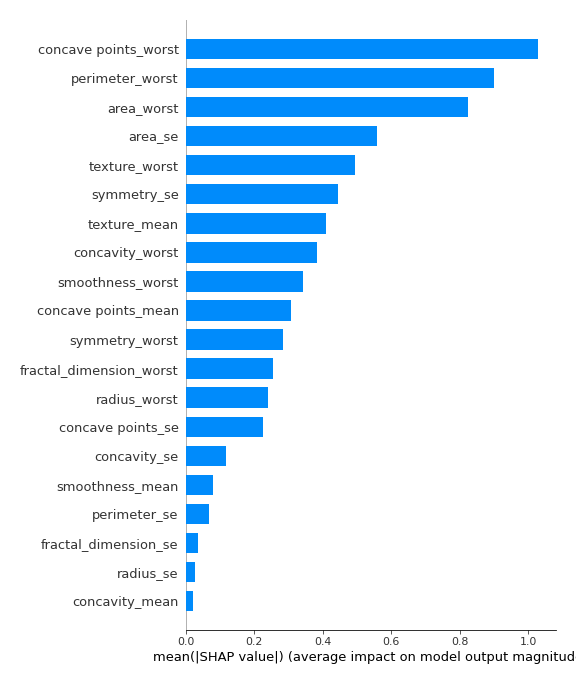 concave points_worst
perimeter_worst
area_worst
area_se
texture_worst
symmetry_se
texture_mean
concavity_worst
smoothness_worst
concave points_mean
symmetry_worst
fractal_dimension_worst
radius_worst
concave points_se
concavity_se
smoothness_mean
perimeter_se
fractal_dimension_se
radius_se
concavity_mean
0.0 0.2 0.4 0.6 0.8 1.0
mean(|SHAP value|) (average impact on model output magnitud